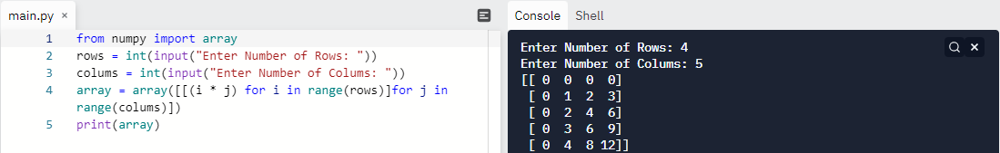 main.py ×
1 from numpy import array
2 rows = int(input("Enter Number of Rows: "))
3 colums = int(input("Enter Number of Colums: "))
4 array = array([[(i * j) for i in range(rows)]for j in
range(colums)])
5 print(array)
Console Shell
Enter Number of Rows: 4
Enter Number of Colums: 5
[[ 0 0 0 0]
[ 0 1 2 3]
[ 0 2 4 6]
[ 0 3 6 9]
[ 0 4 8 12]]